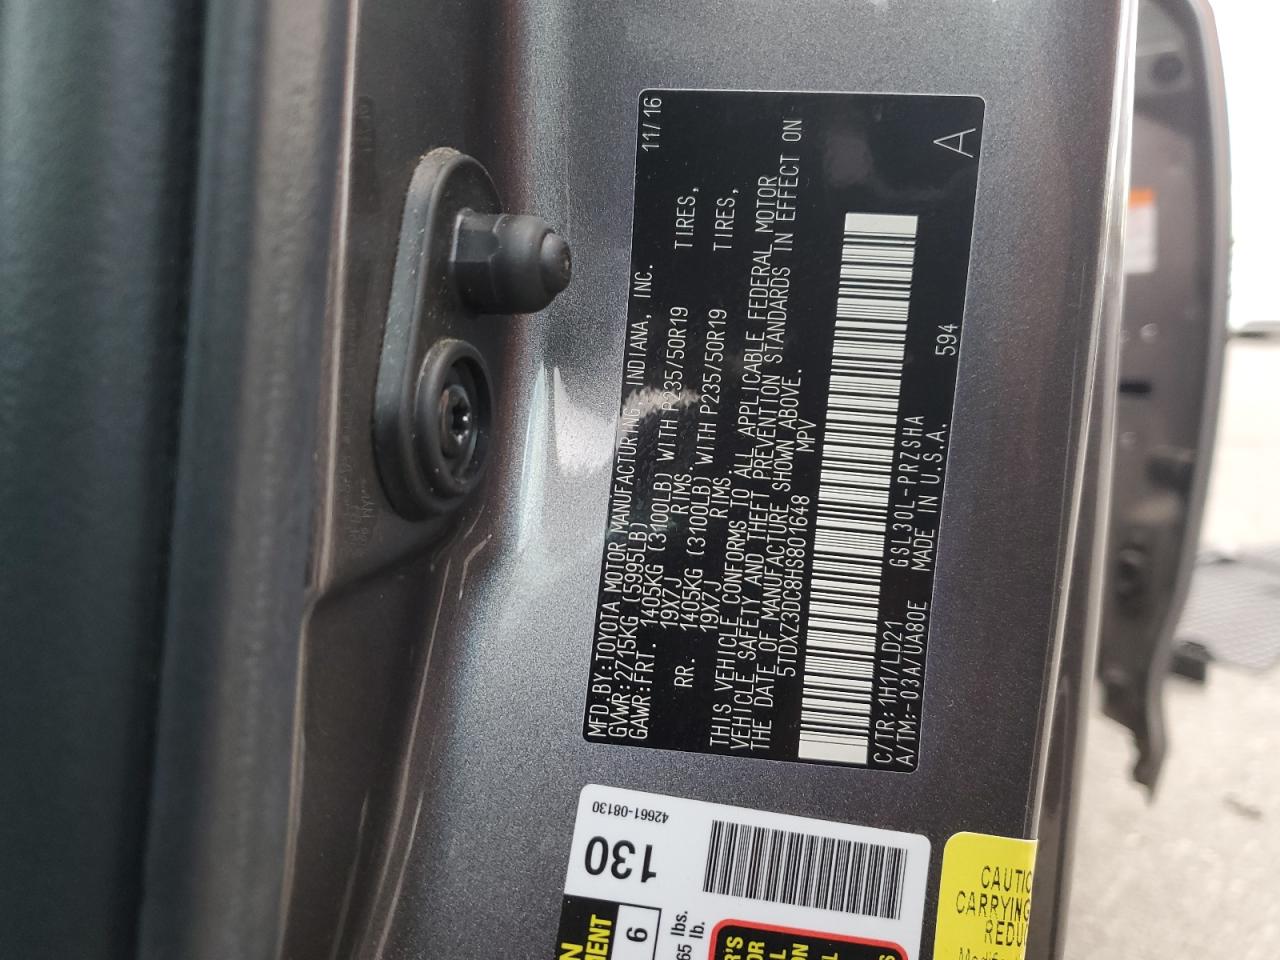 MFD BY:TOYOTA MOTOR MANUFACTURING, INDIANA, INC. 11/16
GVWR:2715KG (5995LB)
GAWR:FRT. 1405KG (3100LB) WITH P235/50R19 TIRES,
19X7J RIMS
RR. 1405KG (3100LB) WITH P235/50R19 TIRES,
19X7J RIMS
THIS VEHICLE CONFORMS TO ALL APPLICABLE FEDERAL MOTOR
VEHICLE SAFETY AND THEFT PREVENTION STANDARDS IN EFFECT ON
THE DATE OF MANUFACTURE SHOWN ABOVE.
5TDXZ3DC8HS801648 MPV
C/TR:1H1/LD21 GSL30L-PRZSHA
A/TM:-03A/UA80E MADE IN U.S.A. 594 A
42661-08130
130
6
65 lbs.
lb.
CARRYING
REDU